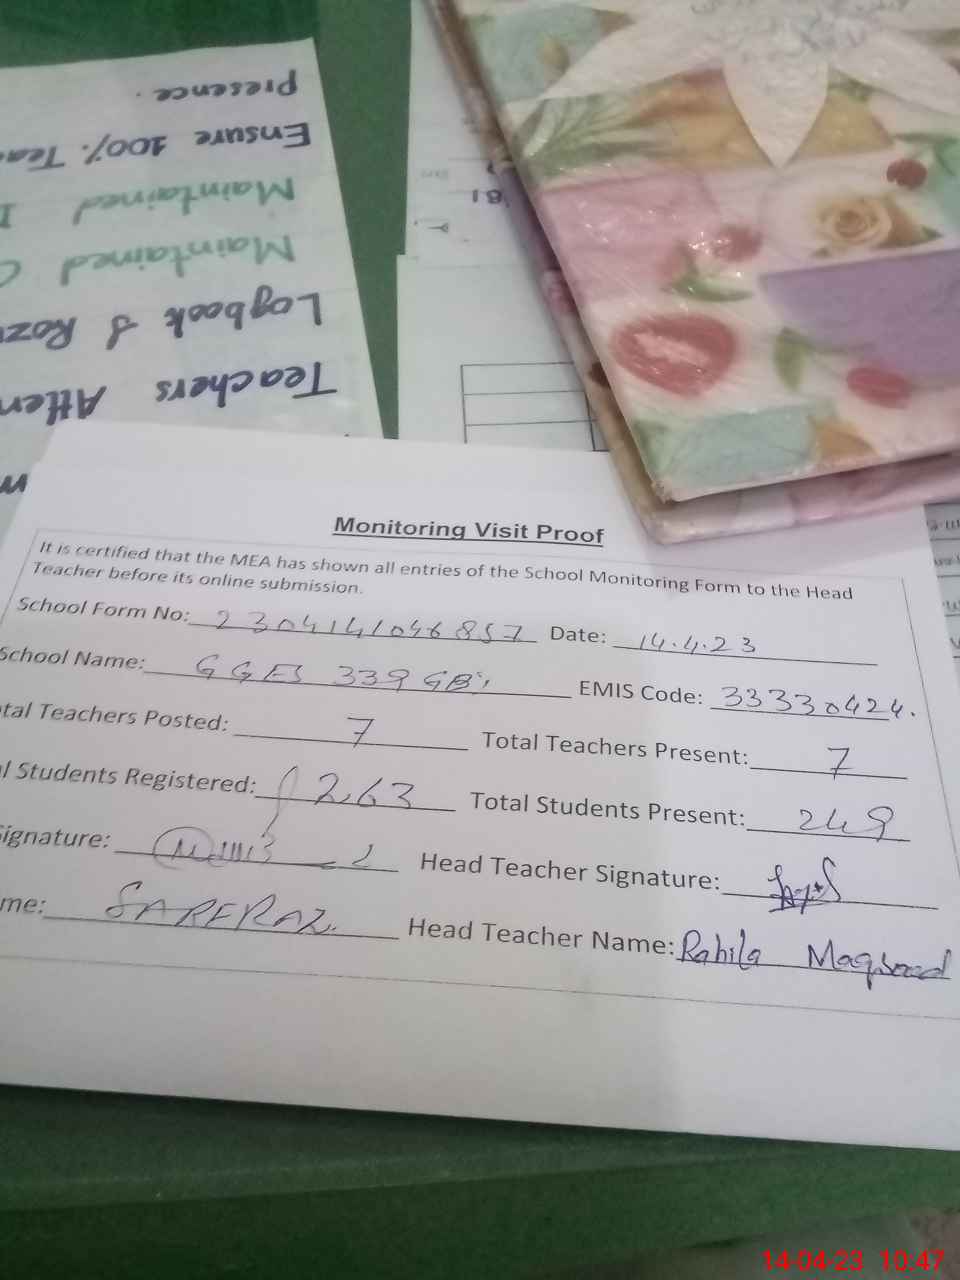 presence.
Ensure 100%. Tea
Maintained
Maintained
Logbook & Roz
Teachers Atten
81
Monitoring Visit Proof
It is certified that the MEA has shown all entries of the School Monitoring Form to the Head
Teacher before its online submission.
School Form No: 2304141046857 Date: 14.4.23
School Name: GGES 339 GB EMIS Code: 33330424.
tal Teachers Posted: 7 Total Teachers Present: 7
l Students Registered: 263 Total Students Present: 249
ignature: Head Teacher Signature:
me: SARFRAZ Head Teacher Name: Rahila Maqsood
14-04-23 10:47